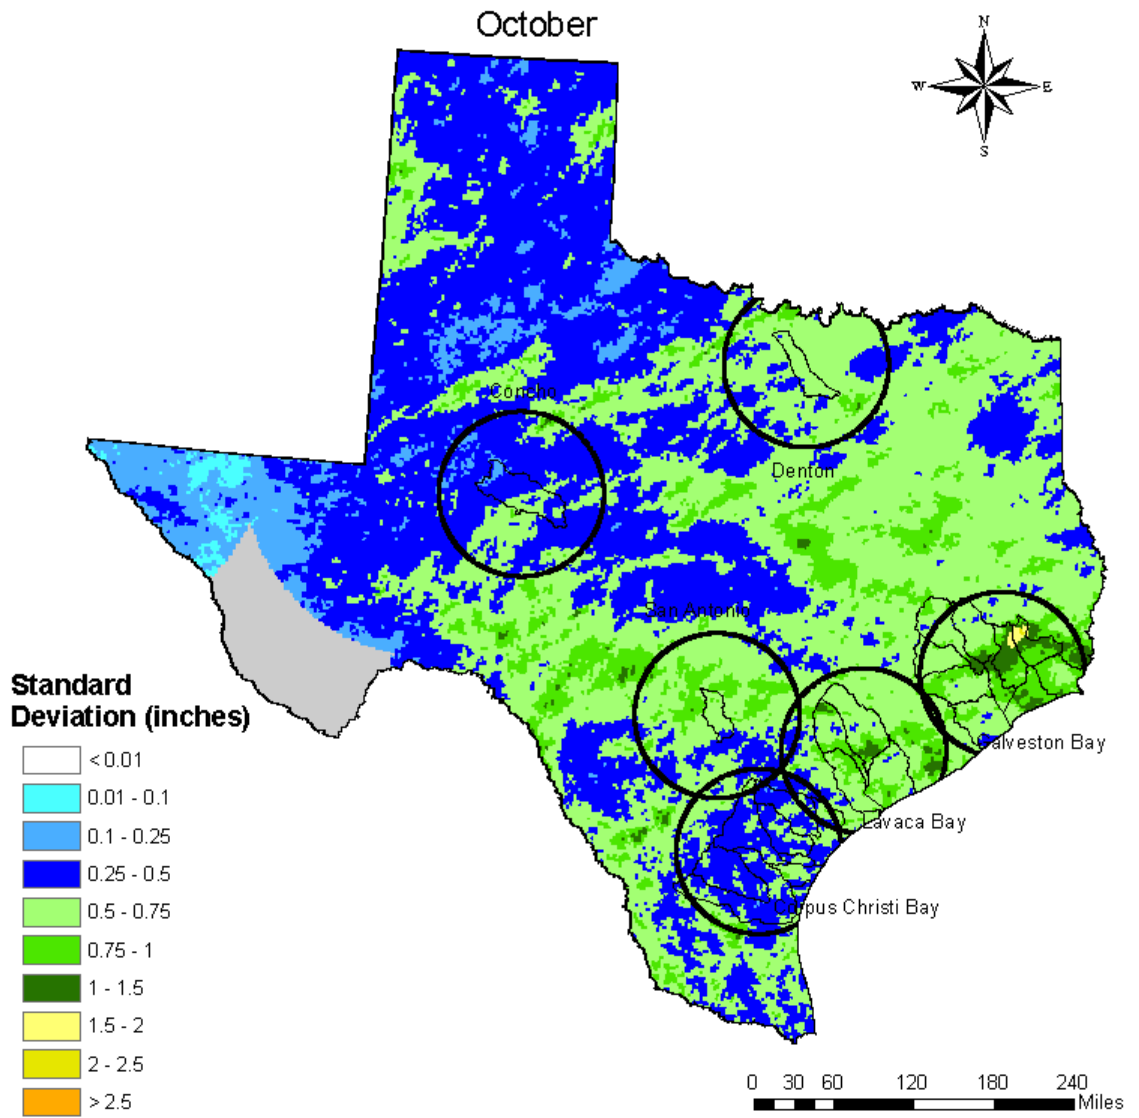 October
N
W
E
S
Concho
Denton
San Antonio
Galveston Bay
Lavaca Bay
Corpus Christi Bay
Standard
Deviation (inches)
< 0.01
0.01 - 0.1
0.1 - 0.25
0.25 - 0.5
0.5 - 0.75
0.75 - 1
1 - 1.5
1.5 - 2
2 - 2.5
> 2.5
0 30 60 120 180 240
Miles